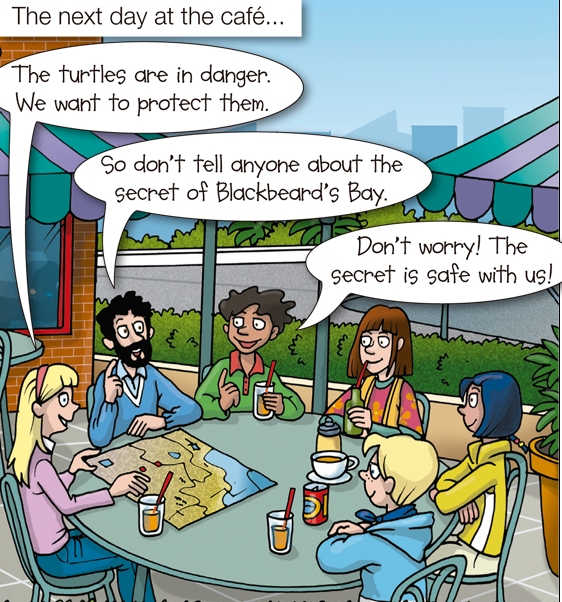 The next day at the café...
The turtles are in danger.
We want to protect them.
So don't tell anyone about the
secret of Blackbeard's Bay.
Don't worry! The
secret is safe with us!